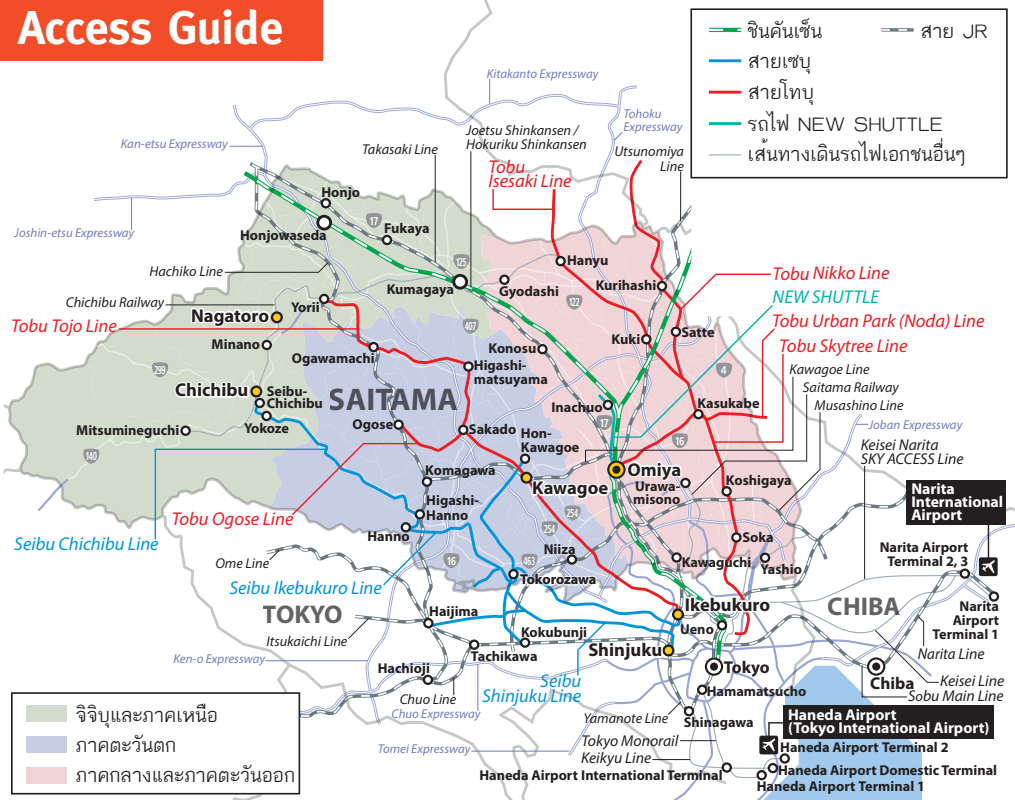 Access Guide
ชินคันเซ็น
สาย JR
สายเซบุ
สายโทบุ
รถไฟ NEW SHUTTLE
เส้นทางเดินรถไฟเอกชนอื่นๆ
Kitakanto Expressway
Tohoku
Expressway
Kan-etsu Expressway
Takasaki Line
Joetsu Shinkansen /
Hokuriku Shinkansen
Utsunomiya
Line
Tobu
Isesaki Line
Joshin-etsu Expressway
Honjo
17
Honjowaseda
Fukaya
Hachiko Line
125
Kumagaya
Gyodashi
Hanyu
122
Kurihashi
Tobu Nikko Line
NEW SHUTTLE
Chichibu Railway
Yorii
Nagatoro
Tobu Tojo Line
407
Tobu Urban Park (Noda) Line
Minano
Ogawamachi
Konosu
Kuki
Satte
Tobu Skytree Line
299
Higashi-
matsuyama
4
Kawagoe Line
Saitama Railway
Musashino Line
Chichibu
Seibu-
Chichibu
SAITAMA
Inachuo
Kasukabe
Yokoze
Ogose
Sakado
17
Joban Expressway
Mitsumineguchi
Hon-
Kawagoe
16
Keisei Narita
SKY ACCESS Line
140
Komagawa
Kawagoe
Omiya
Urawa-
misono
Koshigaya
Narita
International
Airport
Tobu Ogose Line
Higashi-
Hanno
254
254
Seibu Chichibu Line
Hanno
Soka
Narita Airport
Terminal 2, 3
Ome Line
16
463
Niiza
Kawaguchi
Yashio
Seibu Ikebukuro Line
Tokorozawa
TOKYO
Haijima
Ikebukuro
CHIBA
Narita
Airport
Terminal 1
Itsukaichi Line
Kokubunji
Ueno
Ken-o Expressway
Tachikawa
Shinjuku
Narita Line
Hachioji
Seibu
Shinjuku Line
Tokyo
Chiba
Keisei Line
Sobu Main Line
Chuo Line
Chuo Expressway
Hamamatsucho
Yamanote Line
Shinagawa
Haneda Airport
(Tokyo International Airport)
Tomei Expressway
Tokyo Monorail
Keikyu Line
Haneda Airport Terminal 2
Haneda Airport International Terminal
Haneda Airport Domestic Terminal
Haneda Airport Terminal 1
จิจิบุและภาคเหนือ
ภาคตะวันตก
ภาคกลางและภาคตะวันออก